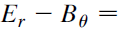 E_r − B_θ =